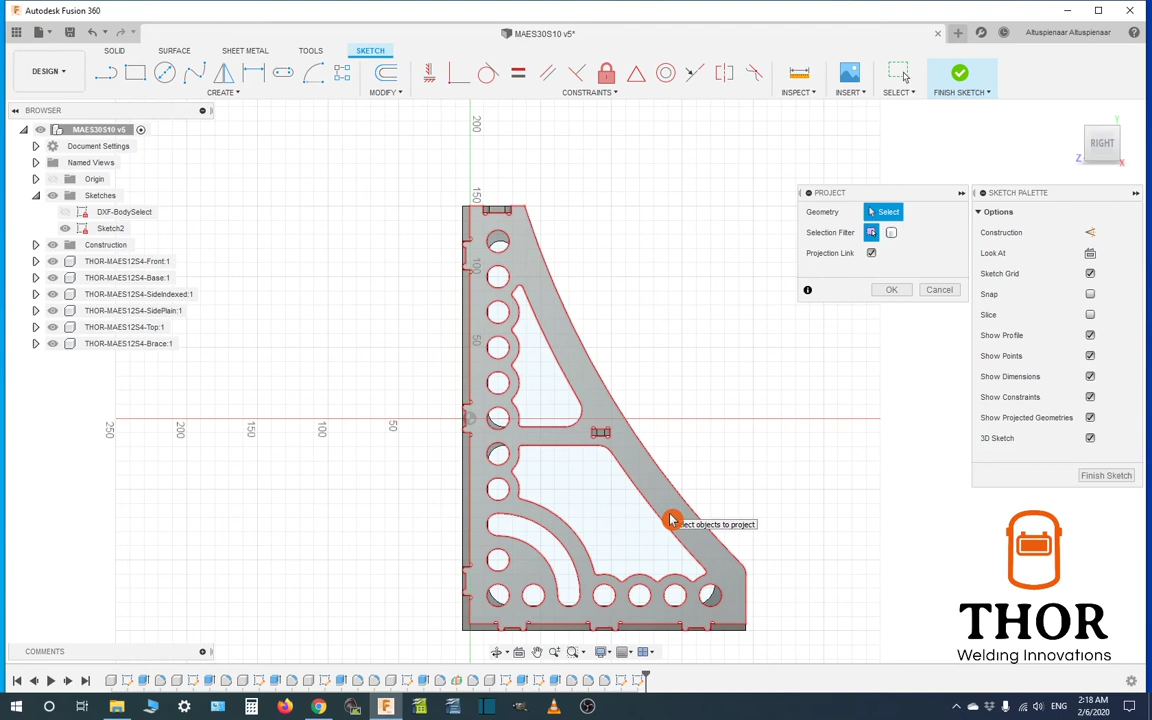 Autodesk Fusion 360
MAES30S10 v5*
Altuspienaar Altuspienaar
DESIGN
SOLID SURFACE SHEET METAL TOOLS SKETCH
CREATE MODIFY CONSTRAINTS INSPECT INSERT SELECT FINISH SKETCH
BROWSER
MAES30S10 v5
Document Settings
Named Views
Origin
Sketches
DXF-BodySelect
Sketch2
Construction
THOR-MAES12S4-Front:1
THOR-MAES12S4-Base:1
THOR-MAES12S4-SideIndexed:1
THOR-MAES12S4-SidePlain:1
THOR-MAES12S4-Top:1
THOR-MAES12S4-Brace:1
200
150
100
50
250 200 150 100 50
Select objects to project
RIGHT
Y
Z
X
PROJECT
Geometry Select
Selection Filter
Projection Link
OK Cancel
SKETCH PALETTE
Options
Construction
Look At
Sketch Grid
Snap
Slice
Show Profile
Show Points
Show Dimensions
Show Constraints
Show Projected Geometries
3D Sketch
Finish Sketch
THOR
Welding Innovations
COMMENTS
ENG
2:18 AM
2/6/2020